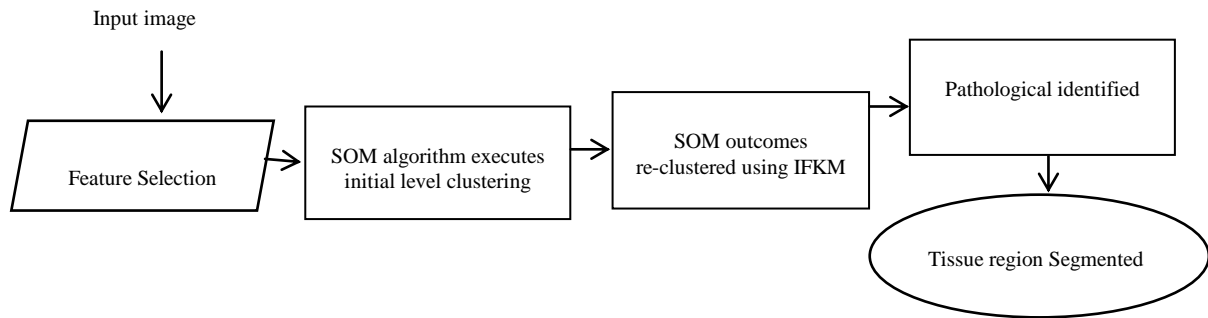 Input image
Feature Selection
SOM algorithm executes
initial level clustering
SOM outcomes
re-clustered using IFKM
Pathological identified
Tissue region Segmented